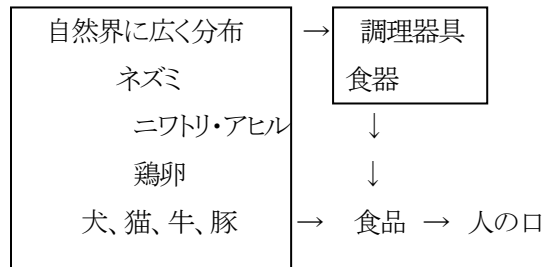 自然界に広く分布 → 調理器具
ネズミ 食器
ニワトリ・アヒル ↓
鶏卵 ↓
犬、猫、牛、豚 → 食品 → 人の口